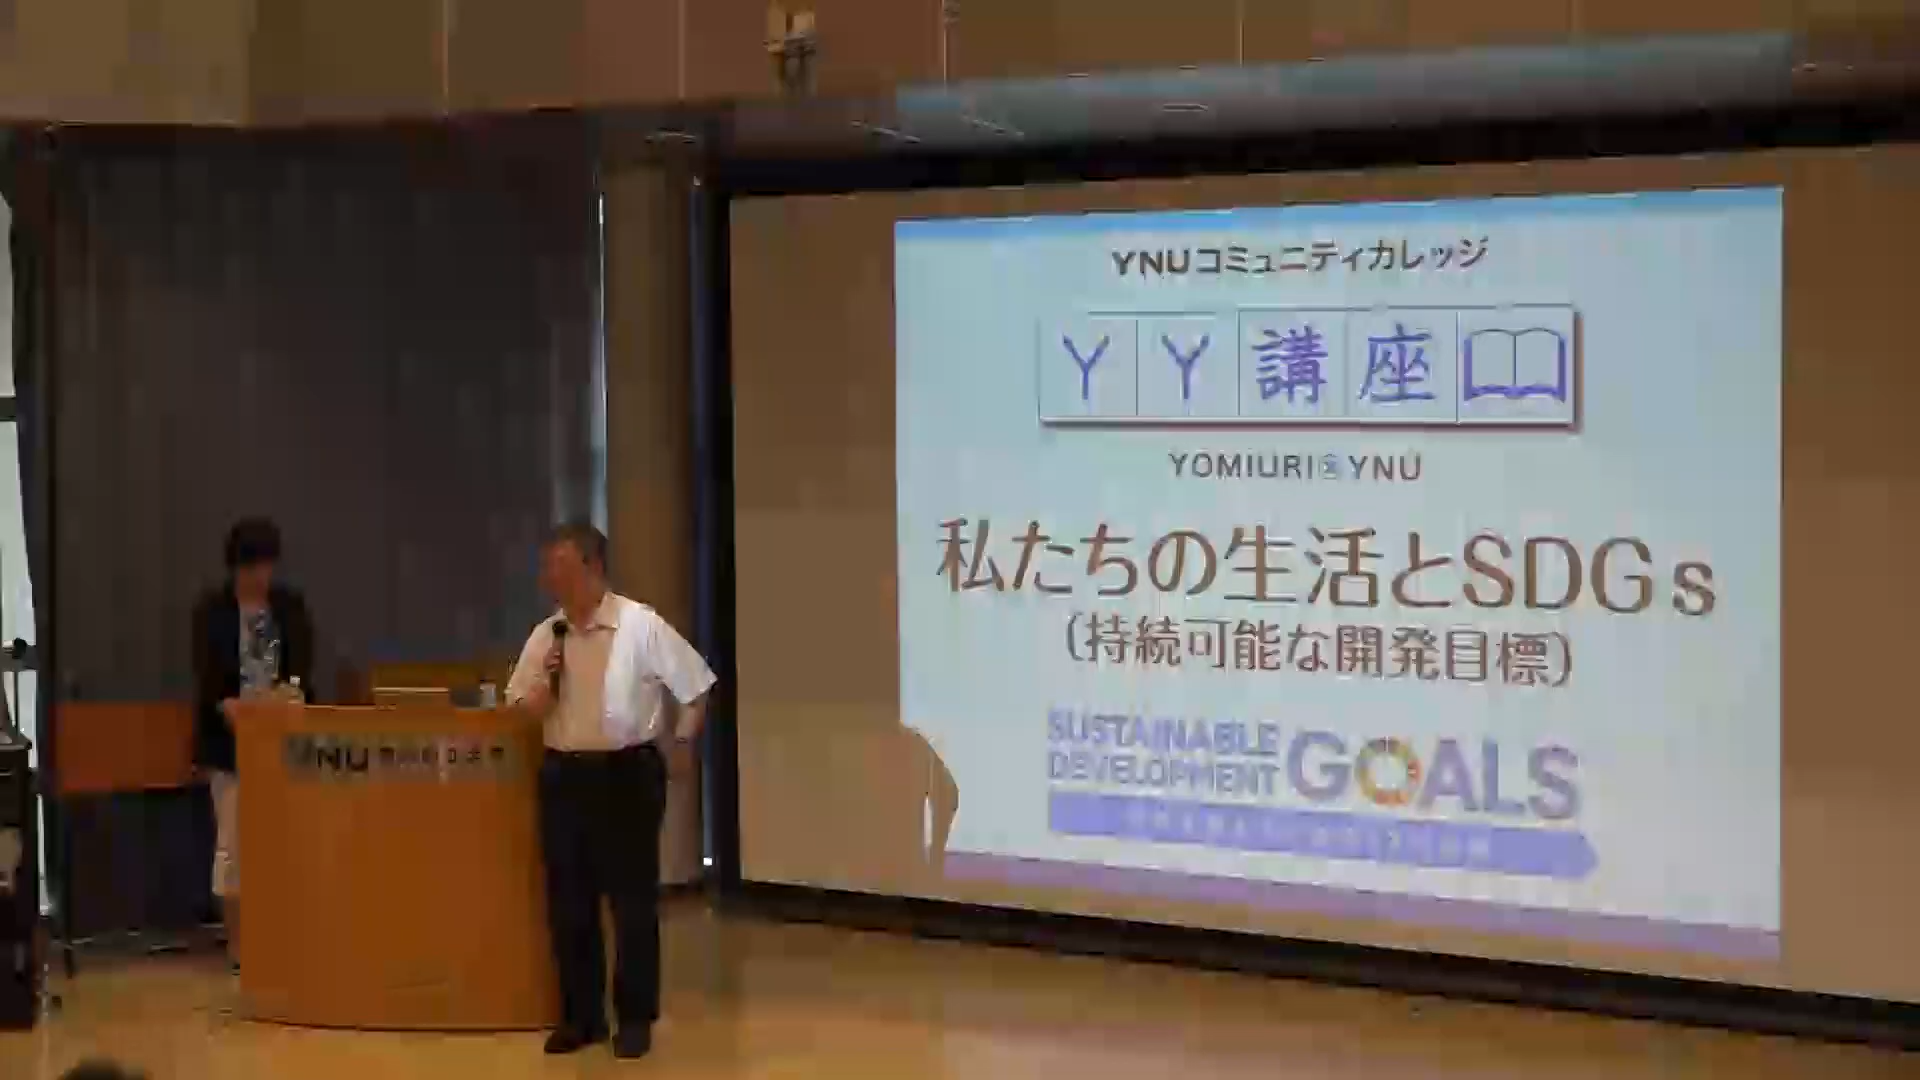 YNUコミュニティカレッジ
YY講座
YOMIURI YNU
私たちの生活とSDGs
（持続可能な開発目標）
SUSTAINABLE
DEVELOPMENT
GOALS
YNU